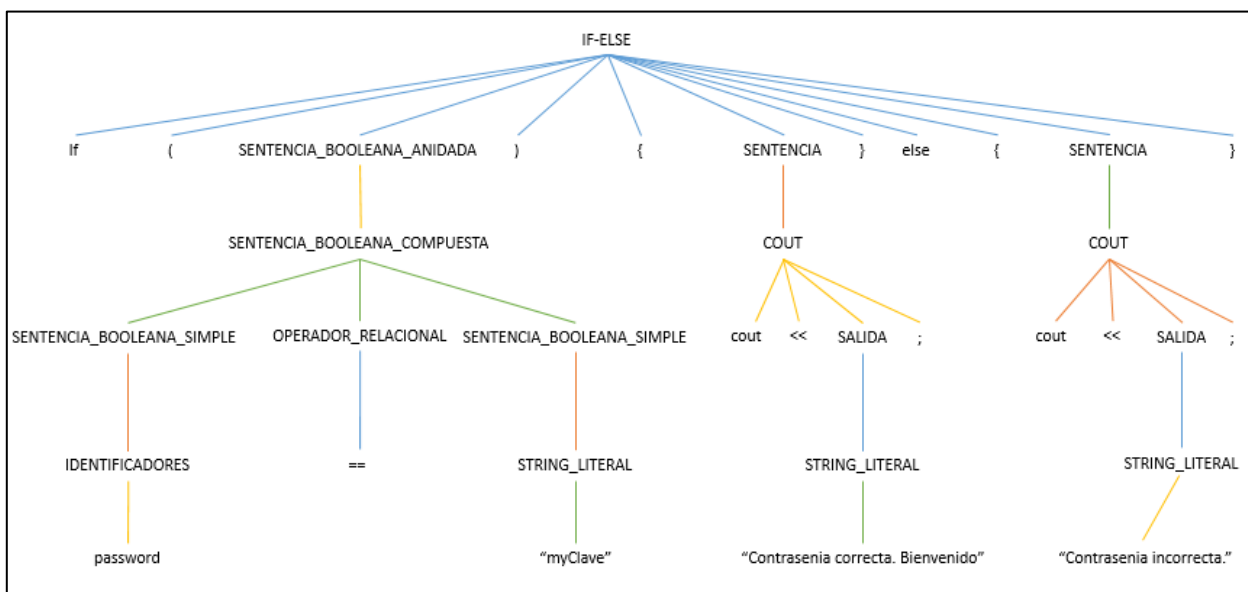 IF-ELSE
If ( SENTENCIA_BOOLEANA_ANIDADA ) { SENTENCIA } else { SENTENCIA }
SENTENCIA_BOOLEANA_COMPUESTA COUT COUT
SENTENCIA_BOOLEANA_SIMPLE OPERADOR_RELACIONAL SENTENCIA_BOOLEANA_SIMPLE cout << SALIDA ; cout << SALIDA ;
IDENTIFICADORES == STRING_LITERAL STRING_LITERAL STRING_LITERAL
password “myClave” “Contrasenia correcta. Bienvenido” “Contrasenia incorrecta.”